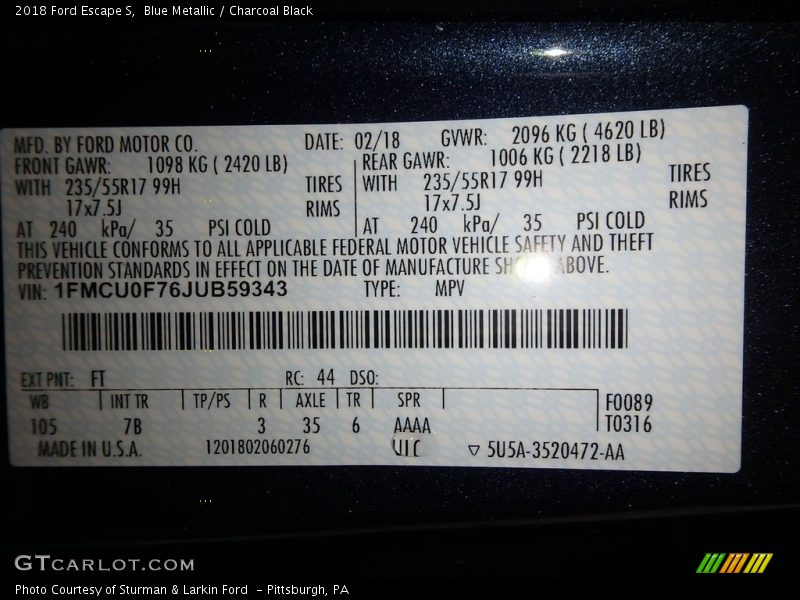 2018 Ford Escape S,  Blue Metallic / Charcoal Black
MFD. BY FORD MOTOR CO.
DATE: 02/18
GVWR: 2096 KG ( 4620 LB)
FRONT GAWR: 1098 KG ( 2420 LB)
WITH 235/55R17 99H TIRES
17x7.5J RIMS
AT 240 kPa/ 35 PSI COLD
REAR GAWR: 1006 KG ( 2218 LB)
WITH 235/55R17 99H TIRES
17x7.5J RIMS
AT 240 kPa/ 35 PSI COLD
THIS VEHICLE CONFORMS TO ALL APPLICABLE FEDERAL MOTOR VEHICLE SAFETY AND THEFT
PREVENTION STANDARDS IN EFFECT ON THE DATE OF MANUFACTURE ABOVE.
VIN: 1FMCU0F76JUB59343 TYPE: MPV
EXT PNT: FT RC: 44 DSO:
WB INT TR TP/PS R AXLE TR SPR
105 7B 3 35 6 AAAA
F0089
T0316
MADE IN U.S.A. 1201802060276 ▽ 5U5A-3520472-AA
GTCARLOT.COM
Photo Courtesy of Sturman & Larkin Ford  - Pittsburgh, PA